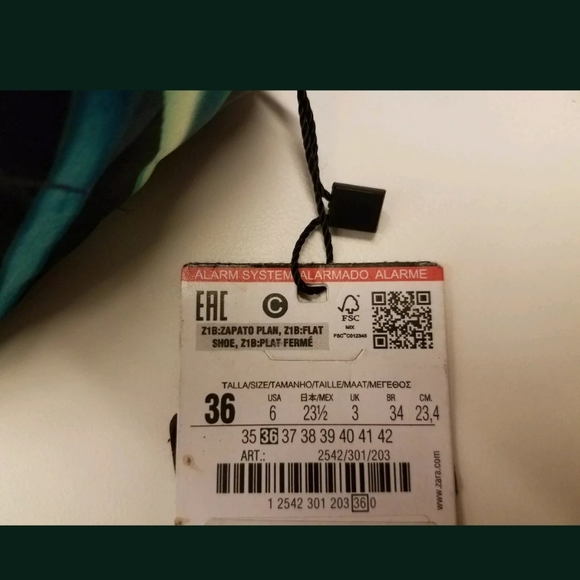 ALARM SYSTEM ALARMADO ALARME
EAC
C
FSC
MIX
FSC™ C012345
Z1B:ZAPATO PLAN, Z1B:FLAT
SHOE, Z1B:PLAT FERMÉ
TALLA/SIZE/TAMANHO/TAILLE/MAAT/ΜΕΓΕΘΟΣ
USA 日本/MEX UK BR CM.
36 6 23½ 3 34 23,4
35 36 37 38 39 40 41 42
ART.: 2542/301/203
1 2542 301 203 36 0
www.zara.com